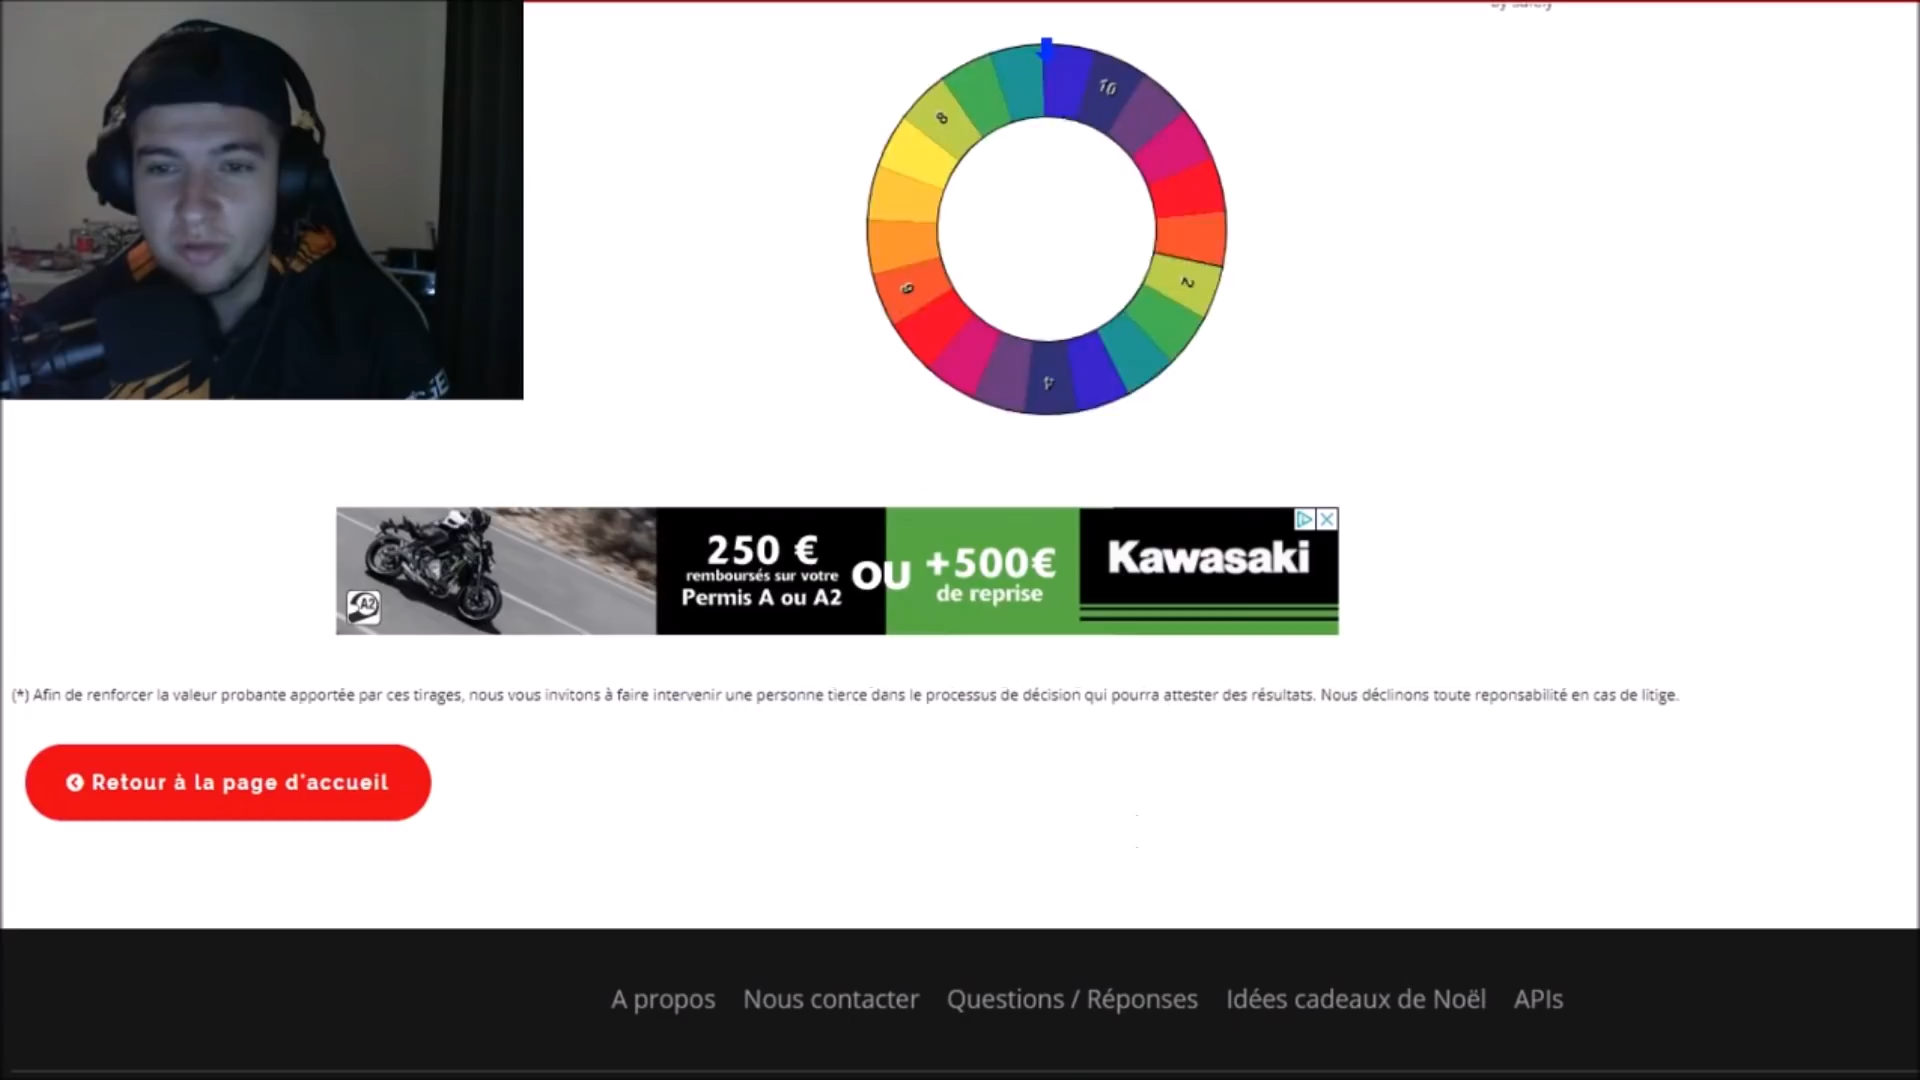 by safely
10
8
2
6
4
A2
250 €
remboursés sur votre
Permis A ou A2
OU
+500€
de reprise
Kawasaki
(*) Afin de renforcer la valeur probante apportée par ces tirages, nous vous invitons à faire intervenir une personne tierce dans le processus de décision qui pourra attester des résultats. Nous déclinons toute reponsabilité en cas de litige.
Retour à la page d'accueil
A propos Nous contacter Questions / Réponses Idées cadeaux de Noël APIs